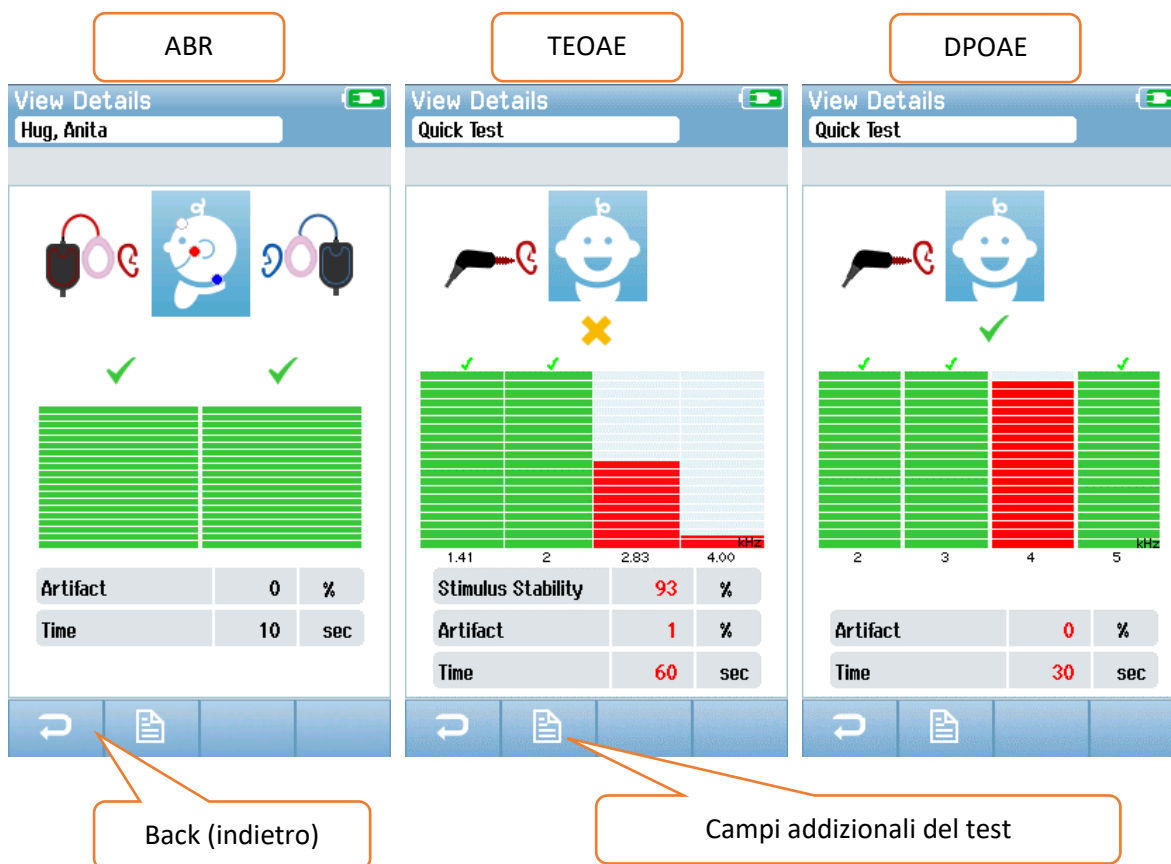 ABR
TEOAE
DPOAE
View Details
Hug, Anita
Artifact 0 %
Time 10 sec
View Details
Quick Test
kHz
1.41 2 2.83 4.00
Stimulus Stability 93 %
Artifact 1 %
Time 60 sec
View Details
Quick Test
kHz
2 3 4 5
Artifact 0 %
Time 30 sec
Back (indietro)
Campi addizionali del test